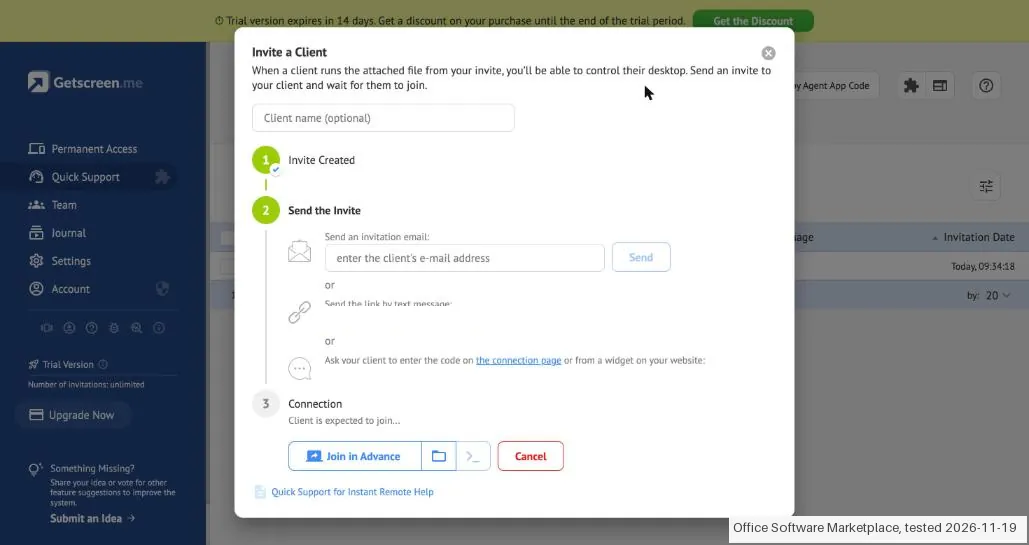 Trial version expires in 14 days. Get a discount on your purchase until the end of the trial period.
Get the Discount
Getscreen.me
Permanent Access
Quick Support
Team
Journal
Settings
Account
Trial Version
Number of invitations: unlimited
Upgrade Now
Something Missing?
Share your idea or vote for other
feature suggestions to improve the
system.
Submit an Idea →
Invite a Client
When a client runs the attached file from your invite, you'll be able to control their desktop. Send an invite to
your client and wait for them to join.
Client name (optional)
1
Invite Created
2
Send the Invite
Send an invitation email:
enter the client's e-mail address
Send
or
Send the link by text message:
or
Ask your client to enter the code on the connection page or from a widget on your website:
3
Connection
Client is expected to join...
Join in Advance
Cancel
Quick Support for Instant Remote Help
by Agent App Code
Invitation Date
Today, 09:34:18
by: 20
Office Software Marketplace, tested 2026-11-19